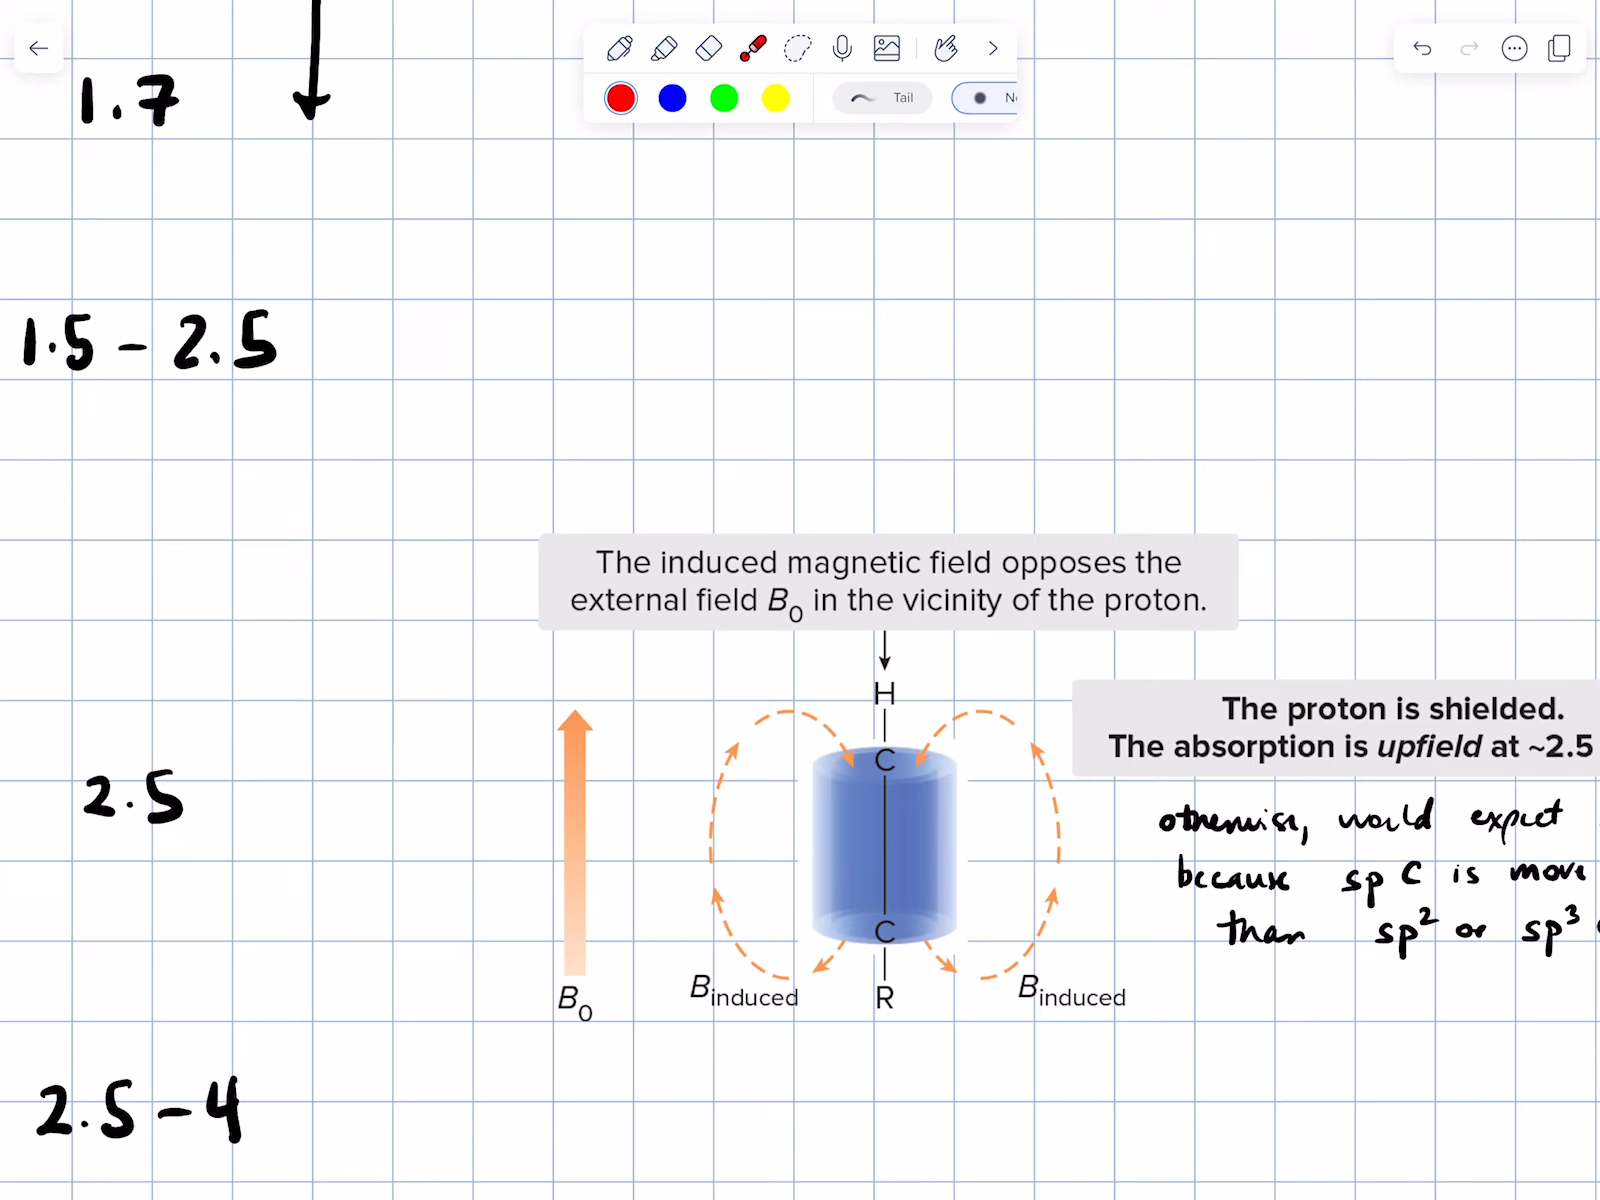 Tail
1.7
1.5 - 2.5
The induced magnetic field opposes the
external field B0 in the vicinity of the proton.
H
The proton is shielded.
The absorption is upfield at ~2.5
C
2.5
otherwise, would expect
because sp C is more
than sp2 or sp3
C
Binduced
R
Binduced
B0
2.5 - 4